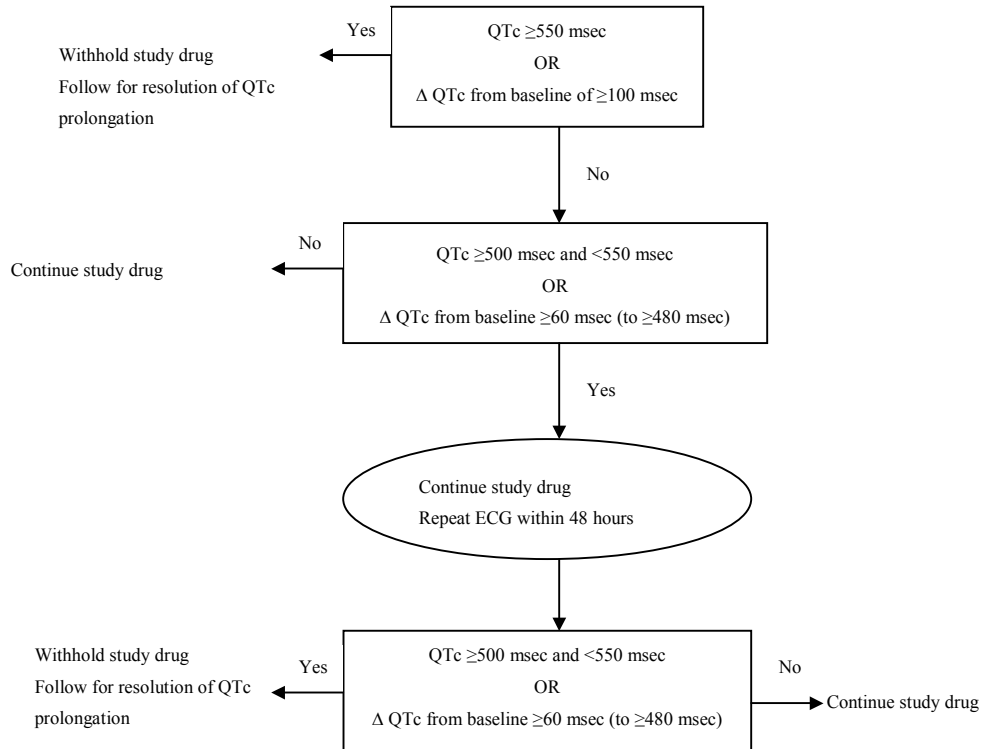 Yes
QTc ≥550 msec
OR
Δ QTc from baseline of ≥100 msec
Withhold study drug
Follow for resolution of QTc
prolongation
No
No
QTc ≥500 msec and <550 msec
OR
Δ QTc from baseline ≥60 msec (to ≥480 msec)
Continue study drug
Yes
Continue study drug
Repeat ECG within 48 hours
QTc ≥500 msec and <550 msec
OR
Δ QTc from baseline ≥60 msec (to ≥480 msec)
Yes
Withhold study drug
Follow for resolution of QTc
prolongation
No
Continue study drug